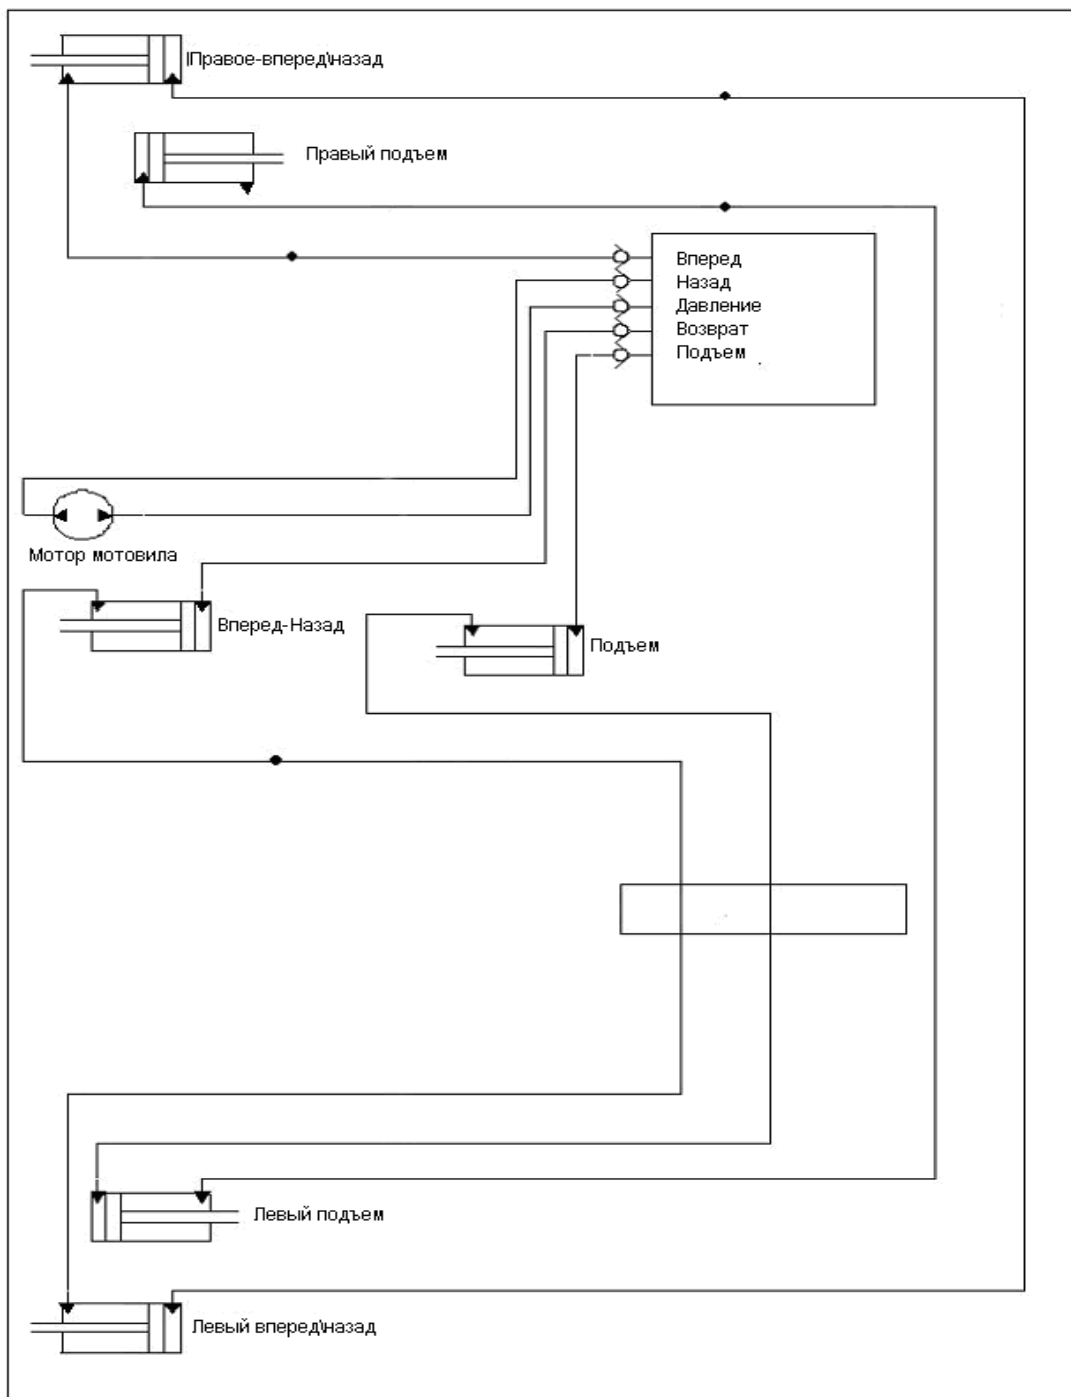 |Правое-вперед\назад
Правый подъем
Вперед
Назад
Давление
Возврат
Подъем
Мотор мотовила
Вперед-Назад
Подъем
Левый подъем
Левый вперед\назад